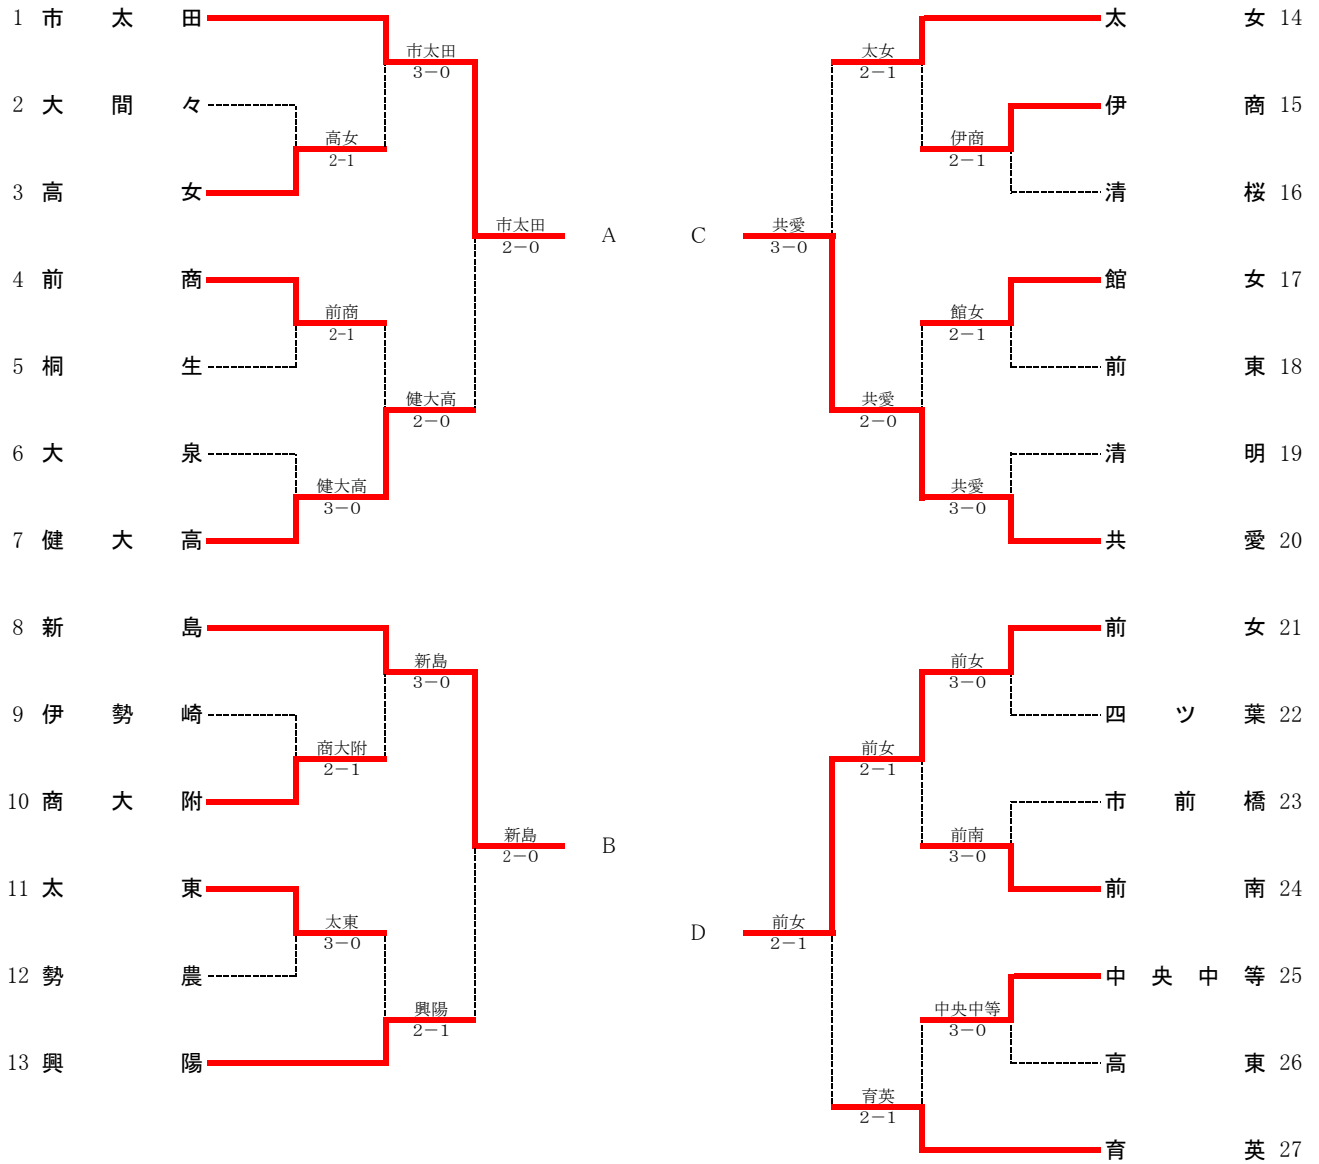 1 市太田
2 大間々
3 高女
4 前商
5 桐生
6 大泉
7 健大高
8 新島
9 伊勢崎
10 商大附
11 太東
12 勢農
13 興陽
高女
2-1
前商
2-1
健大高
3-0
商大附
2-1
太東
3-0
市太田
3-0
健大高
2-0
新島
3-0
興陽
2-1
市太田
2-0
新島
2-0
A
B
C
D
共愛
3-0
前女
2-1
太女
2-1
共愛
2-0
前女
2-1
育英
2-1
伊商
2-1
館女
2-1
共愛
3-0
前女
3-0
前南
3-0
中央中等
3-0
太女 14
伊商 15
清桜 16
館女 17
前東 18
清明 19
共愛 20
前女 21
四ツ葉 22
市前橋 23
前南 24
中央中等 25
高東 26
育英 27